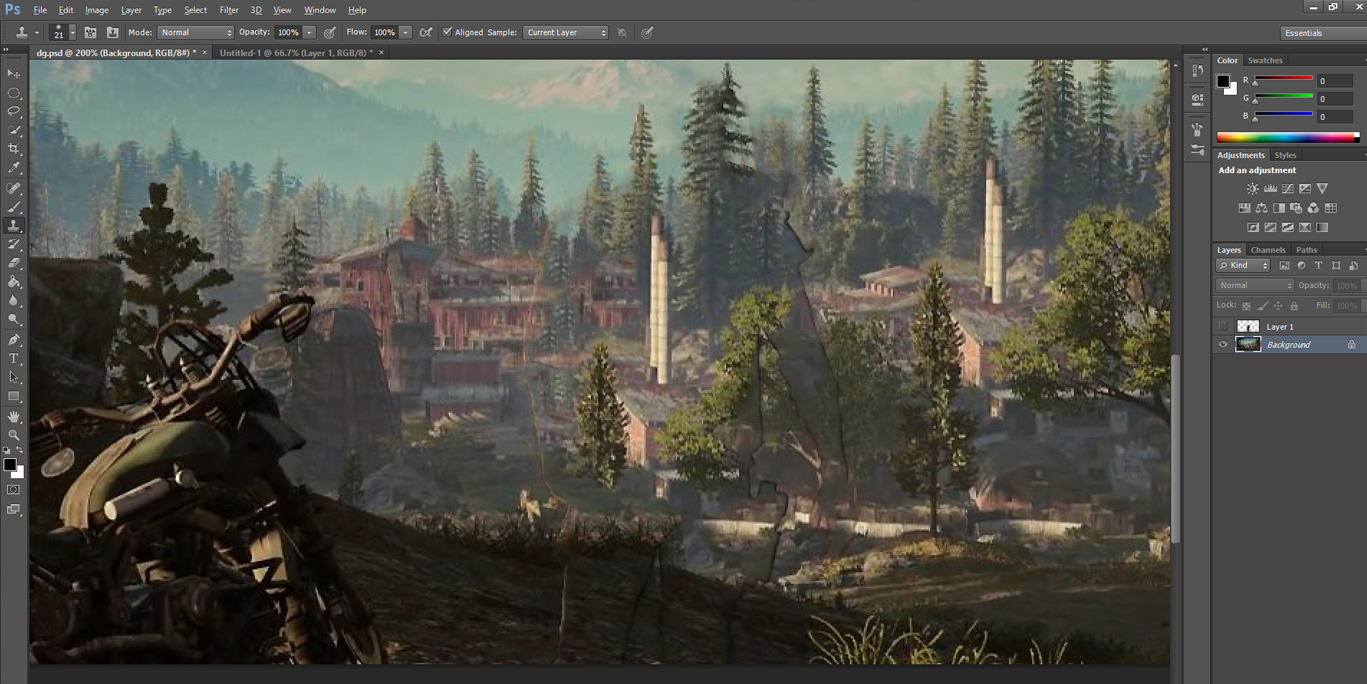 Ps File Edit Image Layer Type Select Filter 3D View Window Help
21 Mode: Normal Opacity: 100% Flow: 100% Aligned Sample: Current Layer Essentials
dg.psd @ 200% (Background, RGB/8#) * × Untitled-1 @ 66.7% (Layer 1, RGB/8) * ×
Color Swatches
R 0
G 0
B 0
Adjustments Styles
Add an adjustment
Layers Channels Paths
Kind
Normal Opacity: 100%
Lock: Fill: 100%
Layer 1
Background